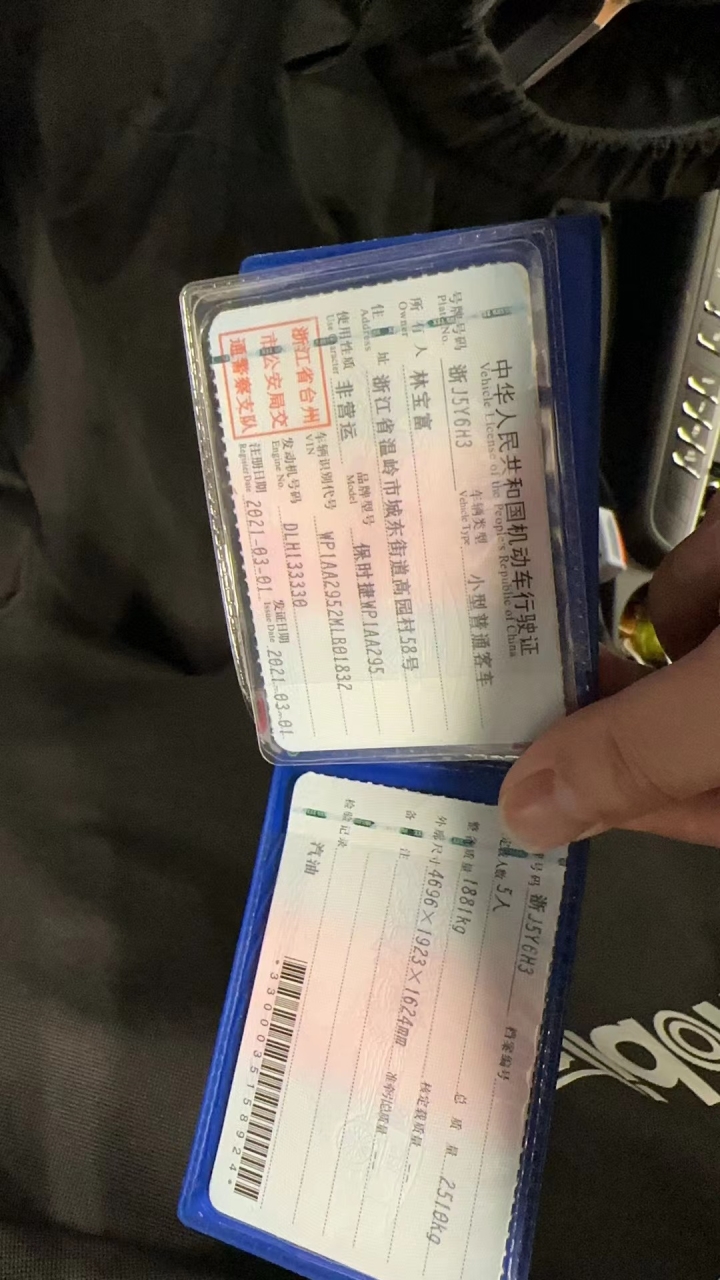 中华人民共和国机动车行驶证
Vehicle License of the People's Republic of China
号牌号码 浙J5Y6H3 车辆类型 小型普通客车
Plate No. Vehicle Type
所有人 林宝富
Owner
住址 浙江省温岭市城东街道高园村58号
Address
使用性质 非营运 品牌型号 保时捷WP1AA295
Use Character Model
浙江省台州
市公安局交
通警察支队
车辆识别代号 WP1AA2952MLB01832
VIN
发动机号码 DLH133330
Engine No.
注册日期 2021-03-01 发证日期 2021-03-01
Register Date Issue Date
号码 浙J5Y6H3 档案编号
定载人数 5人 总质量 2510kg
整备质量 1881kg 核定载质量 --
外廓尺寸 4696×1923×1624mm 准牵引总质量 --
备注
检验记录 汽油
*3300035158924*